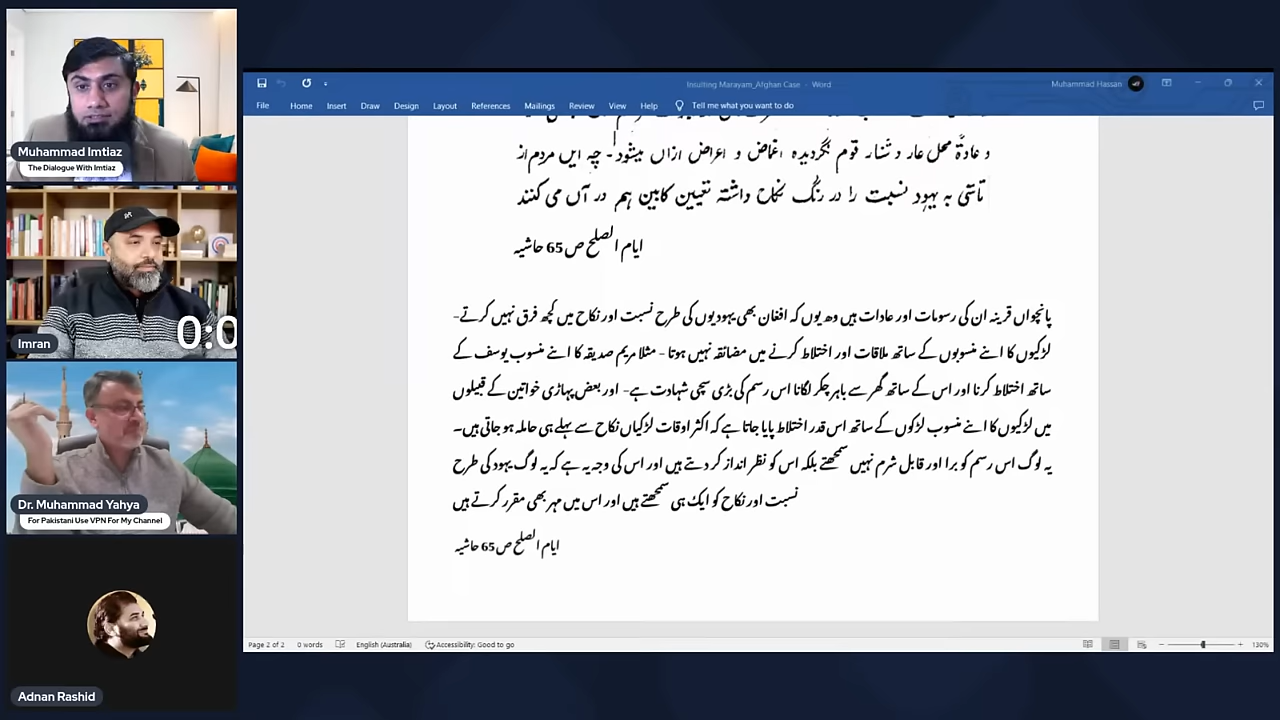 Muhammad Imtiaz
The Dialogue With Imtiaz
Imran
0:0
Dr. Muhammad Yahya
For Pakistani Use VPN For My Channel
Adnan Rashid
Insulting Marayam_Afghan Case - Word
Muhammad Hassan
File Home Insert Draw Design Layout References Mailings Review View Help Tell me what you want to do
و عادةً محل عار و شنار قوم نگردیده اغماض و اعراض ازاں میشود۔ چہ ایں مردم از
تانتی بہ یہود نسبت را در رنگ نکاح داشتہ تعیین کابین ہم در آں می کنند
ایام الصلح ص 65 حاشیہ
پانچواں قرینہ ان کی رسومات اور عادات ہیں وہ یوں کہ افغان بھی یہودیوں کی طرح نسبت اور نکاح میں کچھ فرق نہیں کرتے-
لڑکیوں کا اپنے منسوبوں کے ساتھ ملاقات اور اختلاط کرنے میں مضائقہ نہیں ہوتا - مثلا مریم صدیقہ کا اپنے منسوب یوسف کے
ساتھ اختلاط کرنا اور اس کے ساتھ گھر سے باہر چکر لگانا اس رسم کی بڑی سچی شہادت ہے- اور بعض پہاڑی خواتین کے قبیلوں
میں لڑکیوں کا اپنے منسوب لڑکوں کے ساتھ اس قدر اختلاط پایا جاتا ہے کہ اکثر اوقات لڑکیاں نکاح سے پہلے ہی حاملہ ہو جاتی ہیں۔
یہ لوگ اس رسم کو برا اور قابل شرم نہیں سمجھتے بلکہ اس کو نظر انداز کر دتے ہیں اور اس کی وجہ یہ ہے کہ یہ لوگ یہود کی طرح
نسبت اور نکاح کو ایک ہی سمجھتے ہیں اور اس میں مہر بھی مقرر کرتے ہیں
ایام الصلح ص 65 حاشیہ
Page 2 of 2 0 words English (Australia) Accessibility: Good to go 130%